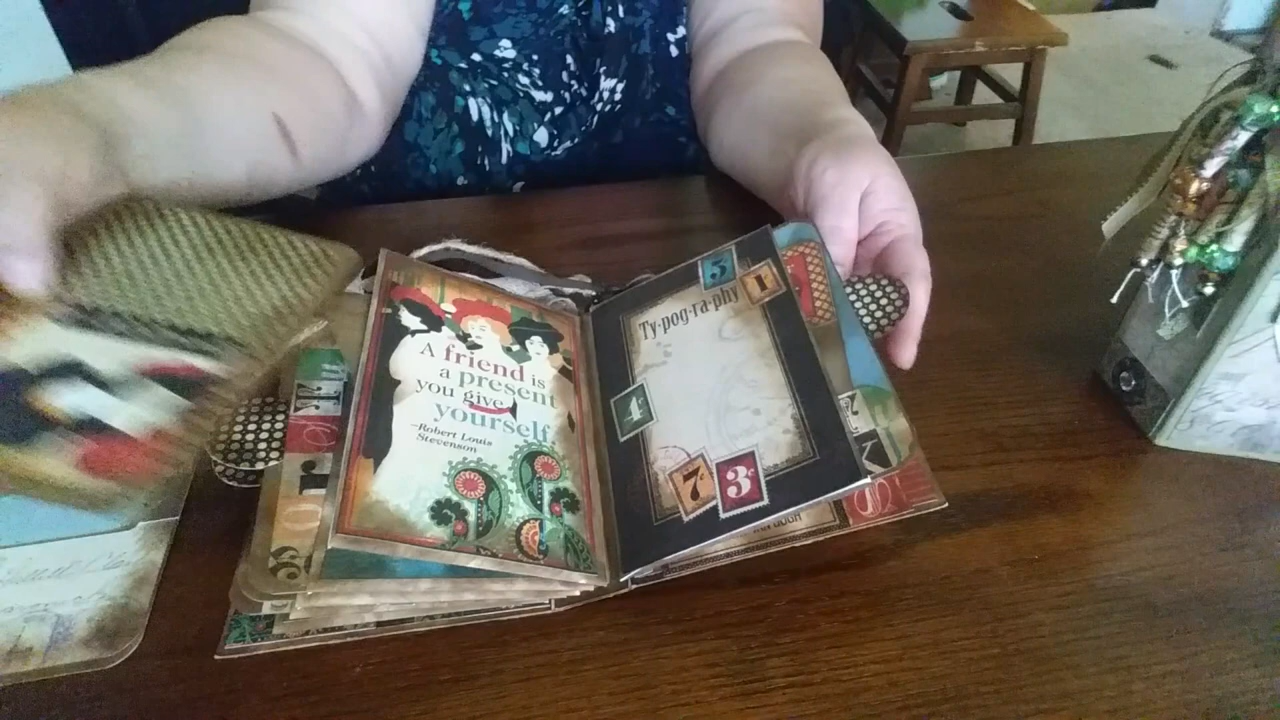 A friend is
a present
you give
yourself.
-Robert Louis
Stevenson
Ty·pog·ra·phy
5¢
1¢
4¢
7¢
3¢